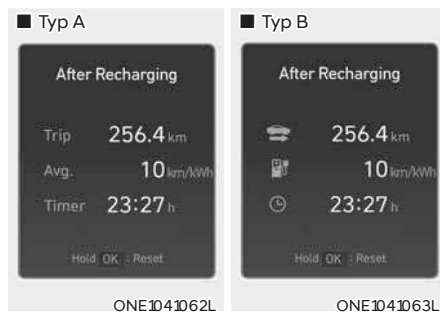 ■ Typ A
After Recharging
Trip 256.4 km
Avg. 10 km/kWh
Timer 23:27 h
Hold OK : Reset
ONE1041062L
■ Typ B
After Recharging
256.4 km
10 km/kWh
23:27 h
Hold OK : Reset
ONE1041063L